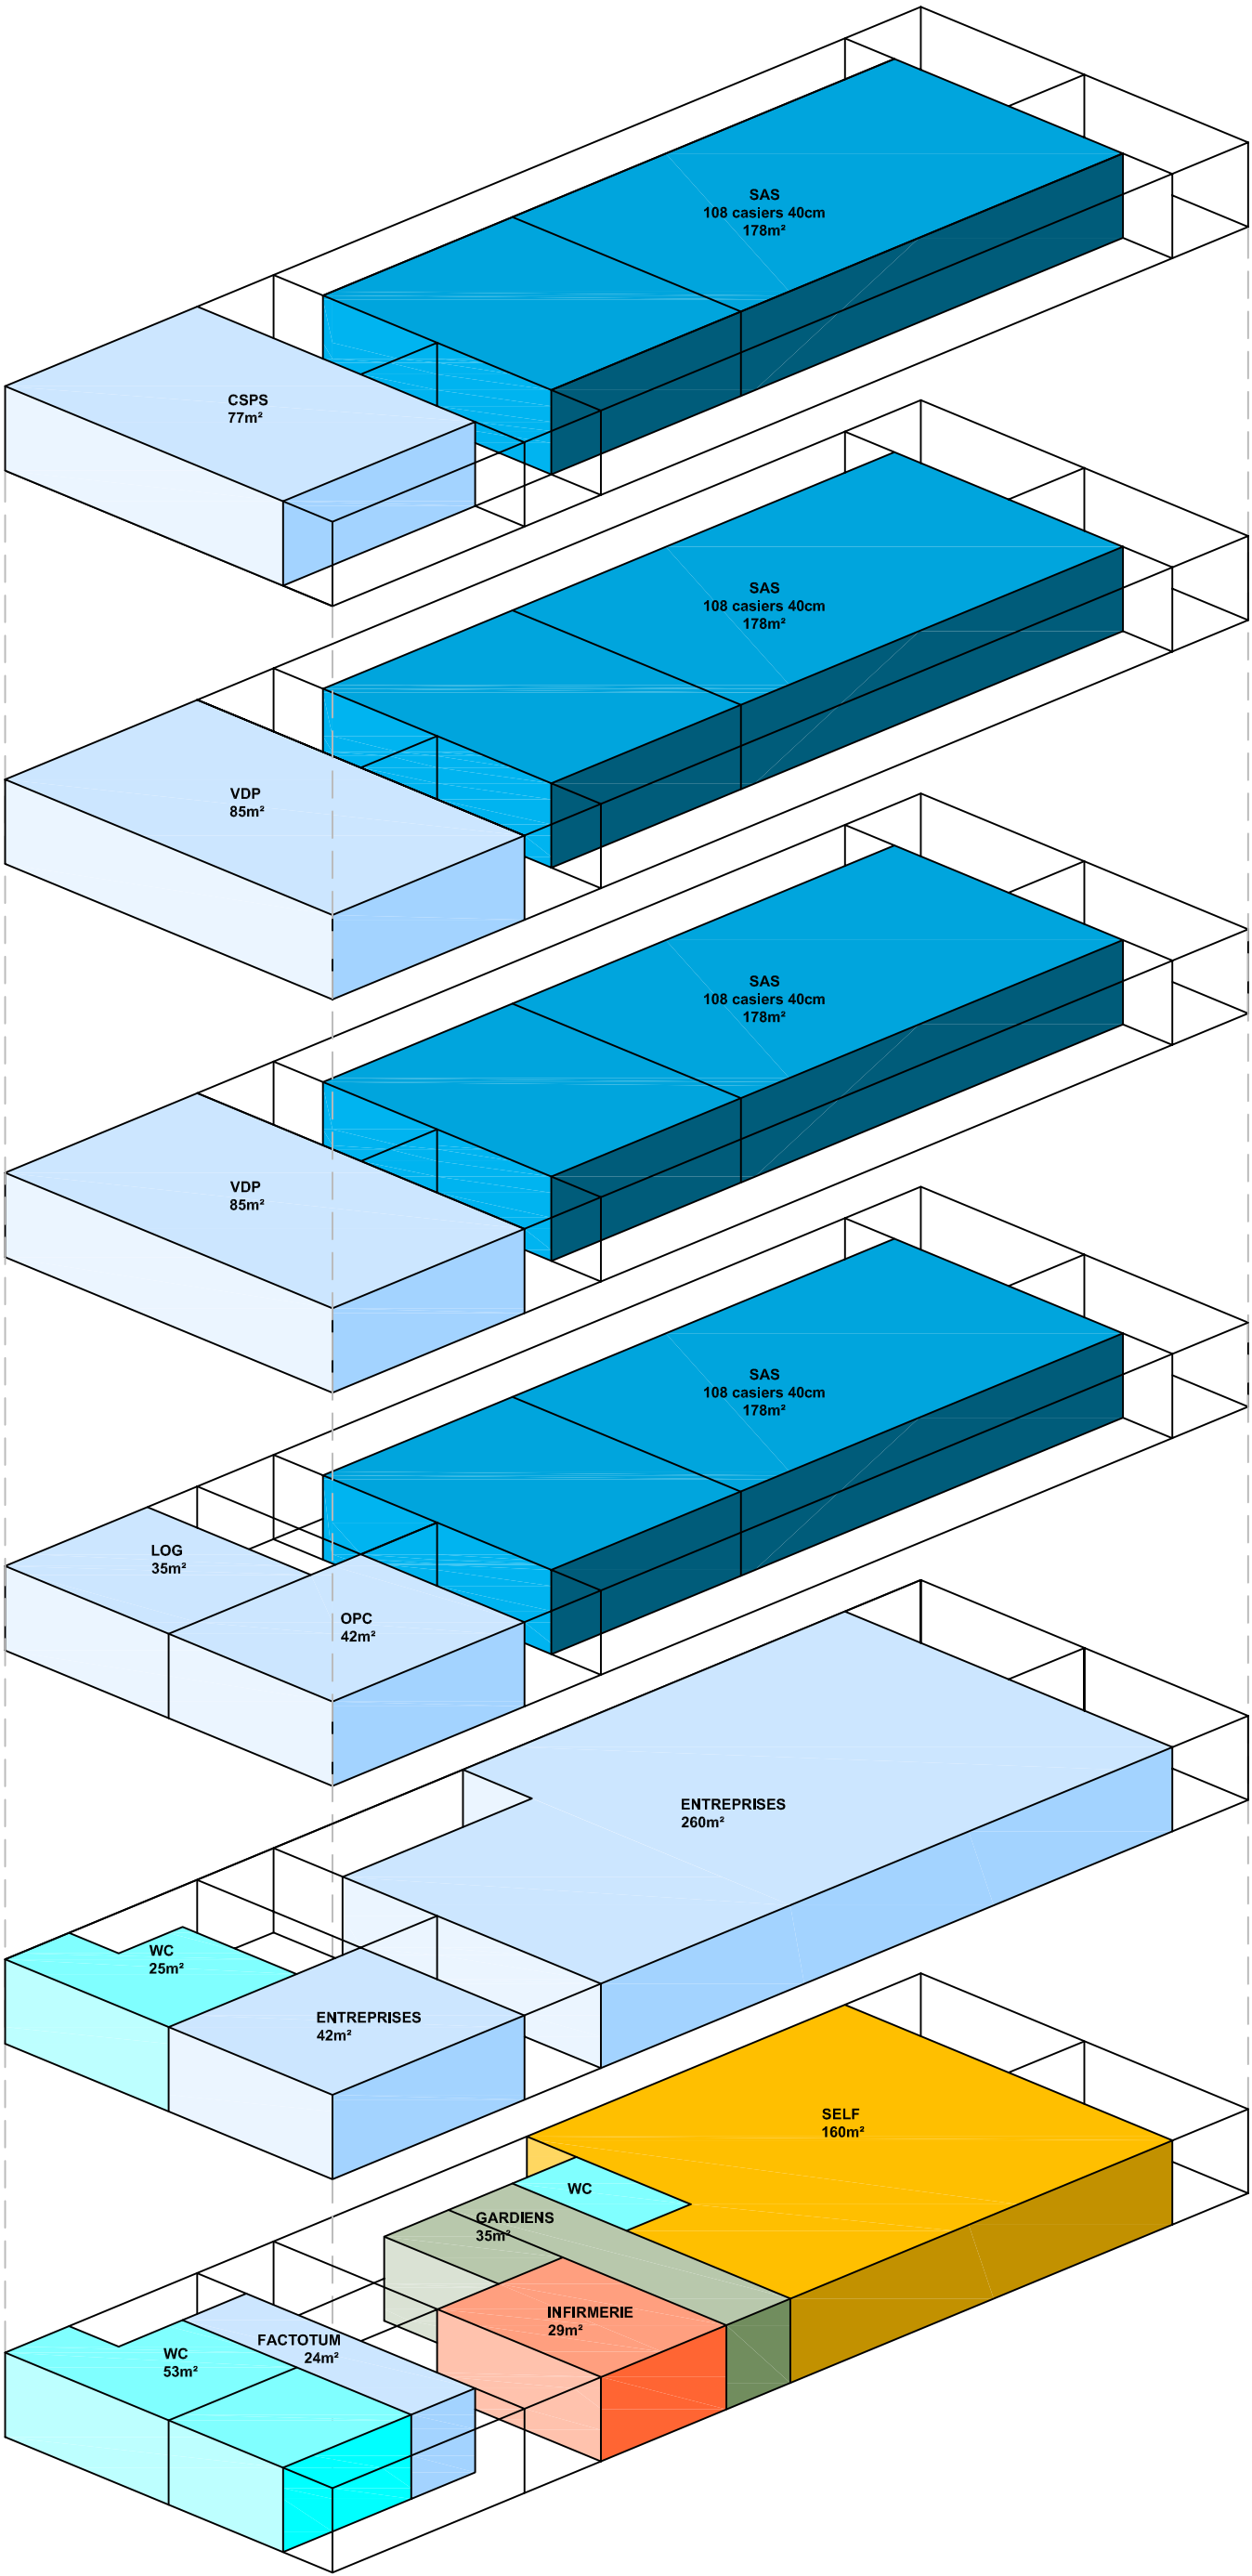 SAS
108 casiers 40cm
178m²
CSPS
77m²
SAS
108 casiers 40cm
178m²
VDP
85m²
SAS
108 casiers 40cm
178m²
VDP
85m²
SAS
108 casiers 40cm
178m²
LOG
35m²
OPC
42m²
ENTREPRISES
260m²
WC
25m²
ENTREPRISES
42m²
SELF
160m²
WC
GARDIENS
35m²
INFIRMERIE
29m²
FACTOTUM
24m²
WC
53m²